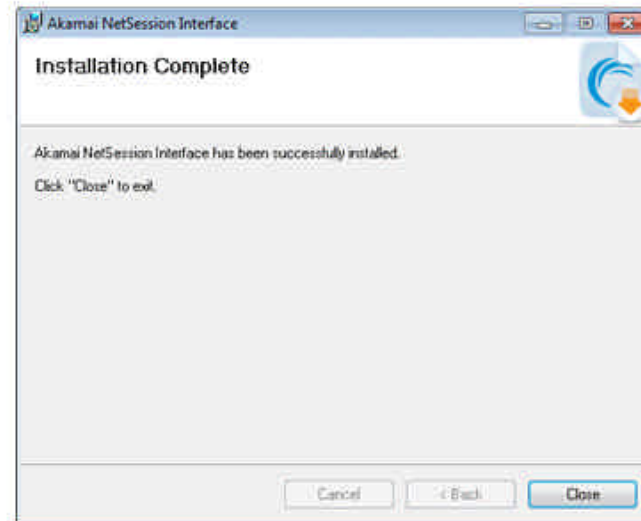 Akamai NetSession Interface
Installation Complete
Akamai NetSession Interface has been successfully installed.
Click "Close" to exit.
Cancel
< Back
Close